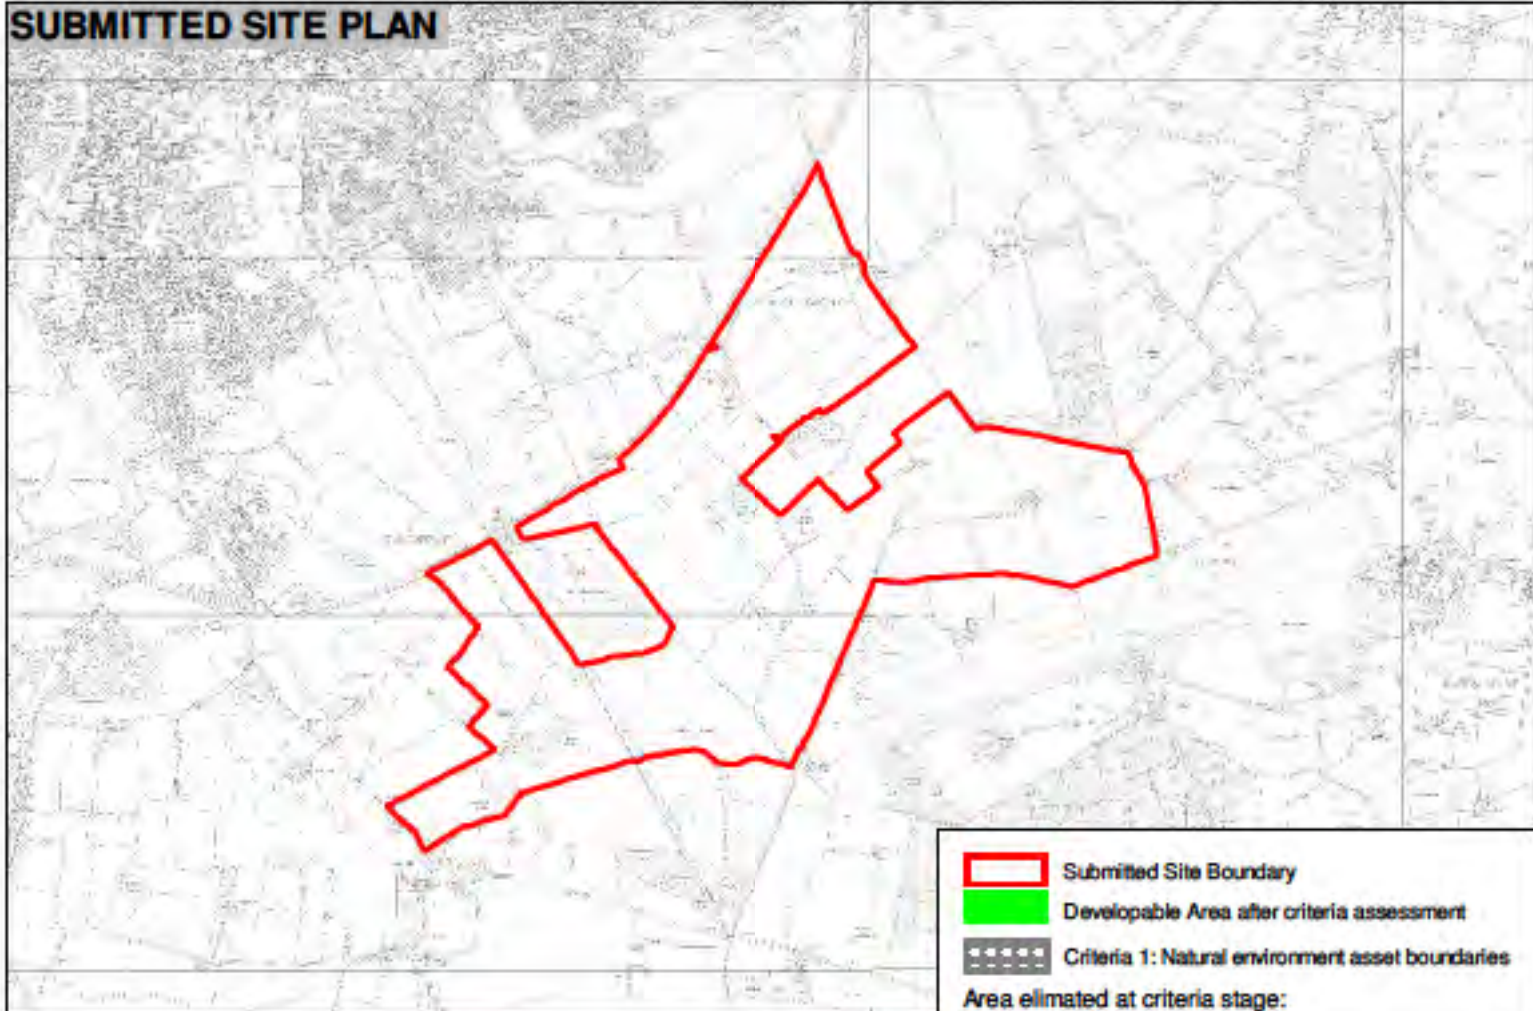 SUBMITTED SITE PLAN
Submitted Site Boundary
Developable Area after criteria assessment
Criteria 1: Natural environment asset boundaries
Area elimated at criteria stage: